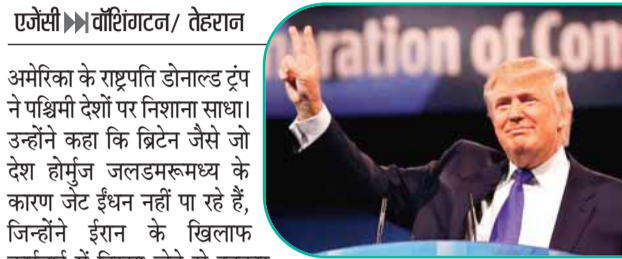 एजेंसी वॉशिंगटन/ तेहरान
अमेरिका के राष्ट्रपति डोनाल्ड ट्रंप
ने पश्चिमी देशों पर निशाना साधा।
उन्होंने कहा कि ब्रिटेन जैसे जो
देश होर्मुज जलडमरूमध्य के
कारण जेट ईंधन नहीं पा रहे हैं,
जिन्होंने ईरान के खिलाफ
ration of Con